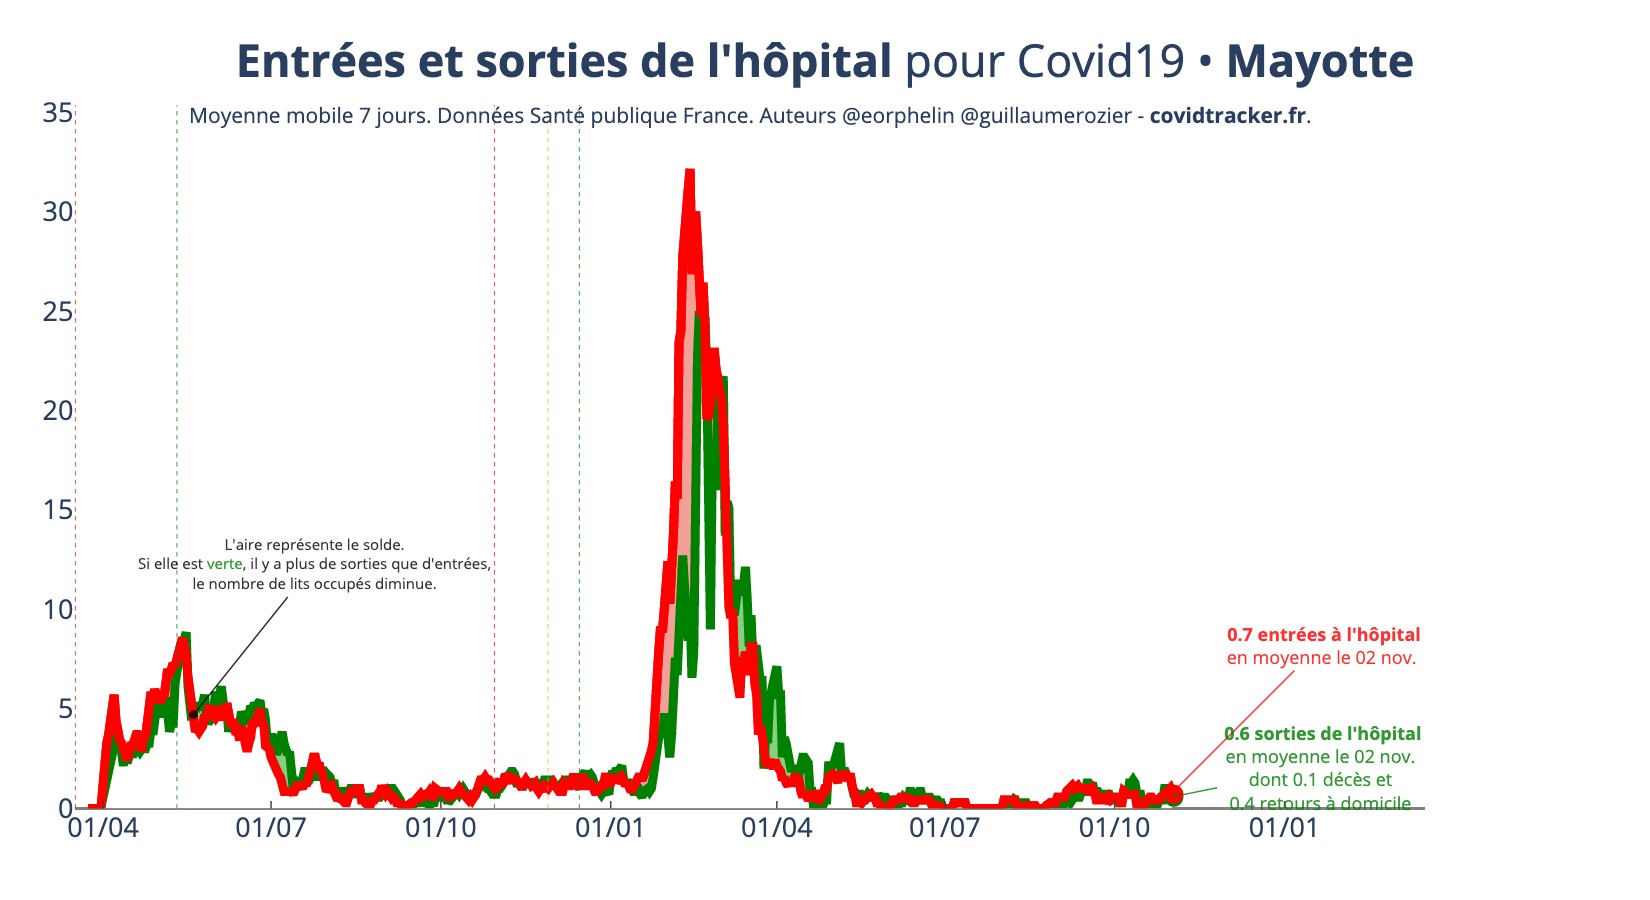 Entrées et sorties de l'hôpital pour Covid19 • Mayotte
Moyenne mobile 7 jours. Données Santé publique France. Auteurs @eorphelin @guillaumerozier - covidtracker.fr.
35
30
25
20
15
10
5
0
L'aire représente le solde.
Si elle est verte, il y a plus de sorties que d'entrées,
le nombre de lits occupés diminue.
0.7 entrées à l'hôpital
en moyenne le 02 nov.
0.6 sorties de l'hôpital
en moyenne le 02 nov.
dont 0.1 décès et
0.4 retours à domicile
01/04 01/07 01/10 01/01 01/04 01/07 01/10 01/01